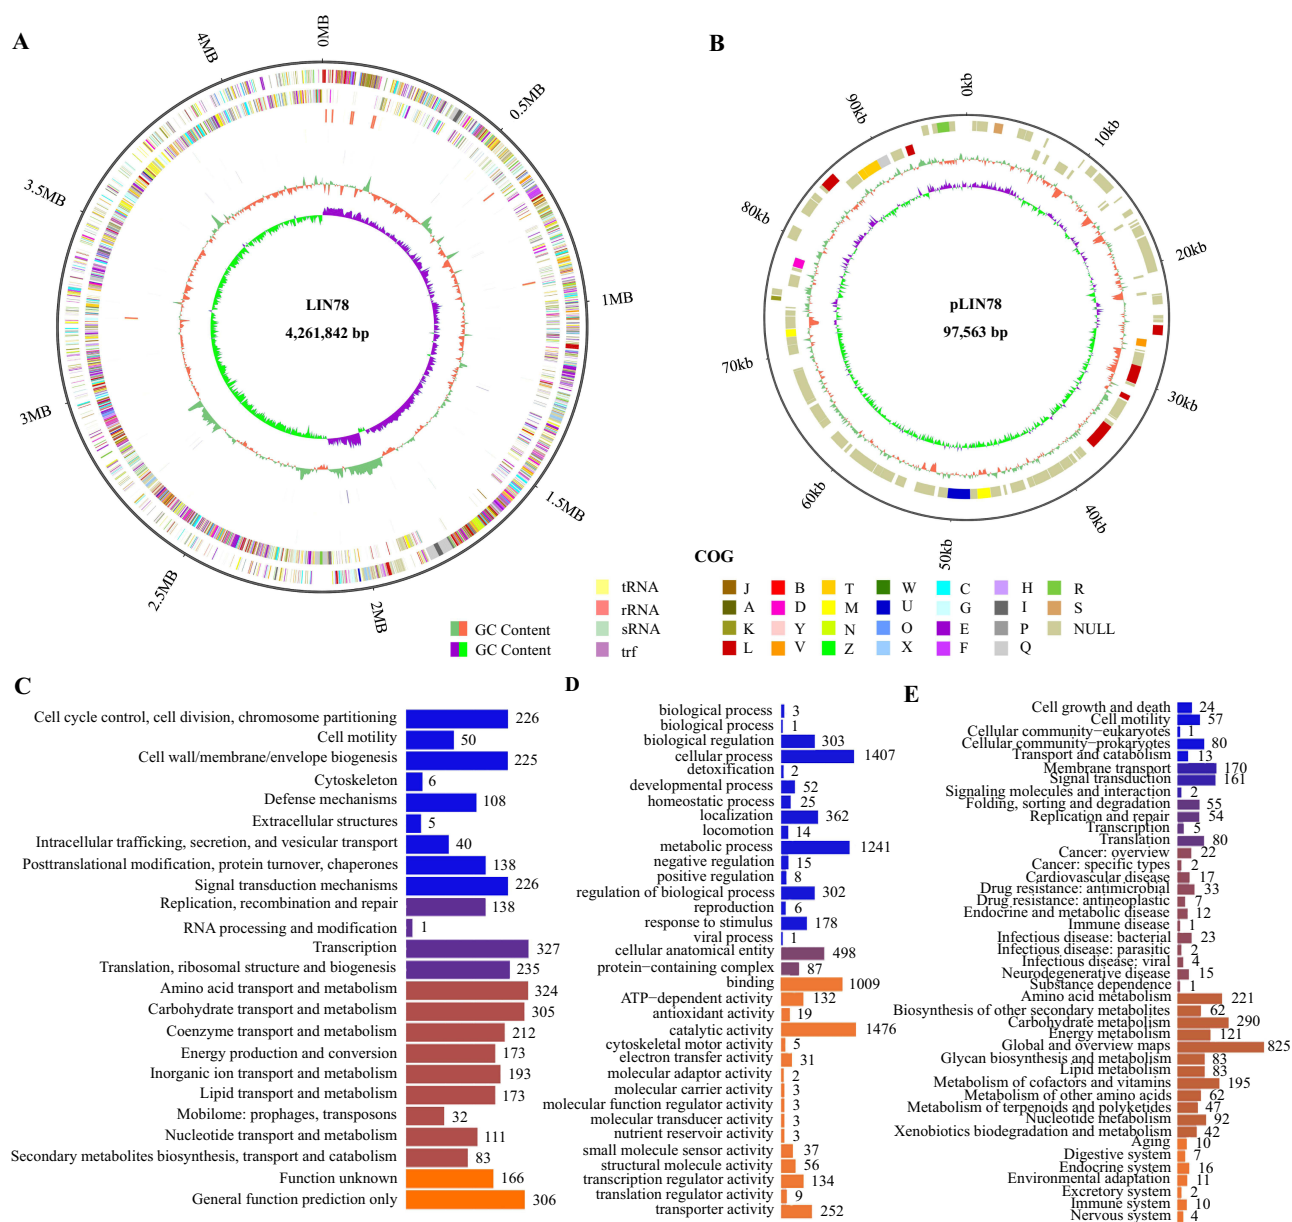 A
0MB
0.5MB
1MB
1.5MB
2MB
2.5MB
3MB
3.5MB
4MB
LIN78
4,261,842 bp
B
0kb
10kb
20kb
30kb
40kb
50kb
60kb
70kb
80kb
90kb
pLIN78
97,563 bp
GC Content
GC Content
tRNA
rRNA
sRNA
trf
COG
J B T W C H R
A D M U G I S
K Y N O E P NULL
L V Z X F Q
C
Cell cycle control, cell division, chromosome partitioning 226
Cell motility 50
Cell wall/membrane/envelope biogenesis 225
Cytoskeleton 6
Defense mechanisms 108
Extracellular structures 5
Intracellular trafficking, secretion, and vesicular transport 40
Posttranslational modification, protein turnover, chaperones 138
Signal transduction mechanisms 226
Replication, recombination and repair 138
RNA processing and modification 1
Transcription 327
Translation, ribosomal structure and biogenesis 235
Amino acid transport and metabolism 324
Carbohydrate transport and metabolism 305
Coenzyme transport and metabolism 212
Energy production and conversion 173
Inorganic ion transport and metabolism 193
Lipid transport and metabolism 173
Mobilome: prophages, transposons 32
Nucleotide transport and metabolism 111
Secondary metabolites biosynthesis, transport and catabolism 83
Function unknown 166
General function prediction only 306
D
biological process 3
biological process 1
biological regulation 303
cellular process 1407
detoxification 2
developmental process 52
homeostatic process 25
localization 362
locomotion 14
metabolic process 1241
negative regulation 15
positive regulation 8
regulation of biological process 302
reproduction 6
response to stimulus 178
viral process 1
cellular anatomical entity 498
protein−containing complex 87
binding 1009
ATP−dependent activity 132
antioxidant activity 19
catalytic activity 1476
cytoskeletal motor activity 5
electron transfer activity 31
molecular adaptor activity 2
molecular carrier activity 3
molecular function regulator activity 3
molecular transducer activity 3
nutrient reservoir activity 3
small molecule sensor activity 37
structural molecule activity 56
transcription regulator activity 134
translation regulator activity 9
transporter activity 252
E
Cell growth and death 24
Cell motility 57
Cellular community−eukaryotes 1
Cellular community−prokaryotes 80
Transport and catabolism 13
Membrane transport 170
Signal transduction 161
Signaling molecules and interaction 2
Folding, sorting and degradation 55
Replication and repair 54
Transcription 5
Translation 80
Cancer: overview 22
Cancer: specific types 2
Cardiovascular disease 17
Drug resistance: antimicrobial 33
Drug resistance: antineoplastic 7
Endocrine and metabolic disease 12
Immune disease 1
Infectious disease: bacterial 23
Infectious disease: parasitic 2
Infectious disease: viral 4
Neurodegenerative disease 15
Substance dependence 1
Amino acid metabolism 221
Biosynthesis of other secondary metabolites 62
Carbohydrate metabolism 290
Energy metabolism 121
Global and overview maps 825
Glycan biosynthesis and metabolism 83
Lipid metabolism 83
Metabolism of cofactors and vitamins 195
Metabolism of other amino acids 62
Metabolism of terpenoids and polyketides 47
Nucleotide metabolism 92
Xenobiotics biodegradation and metabolism 42
Aging 10
Digestive system 7
Endocrine system 16
Environmental adaptation 11
Excretory system 2
Immune system 10
Nervous system 4